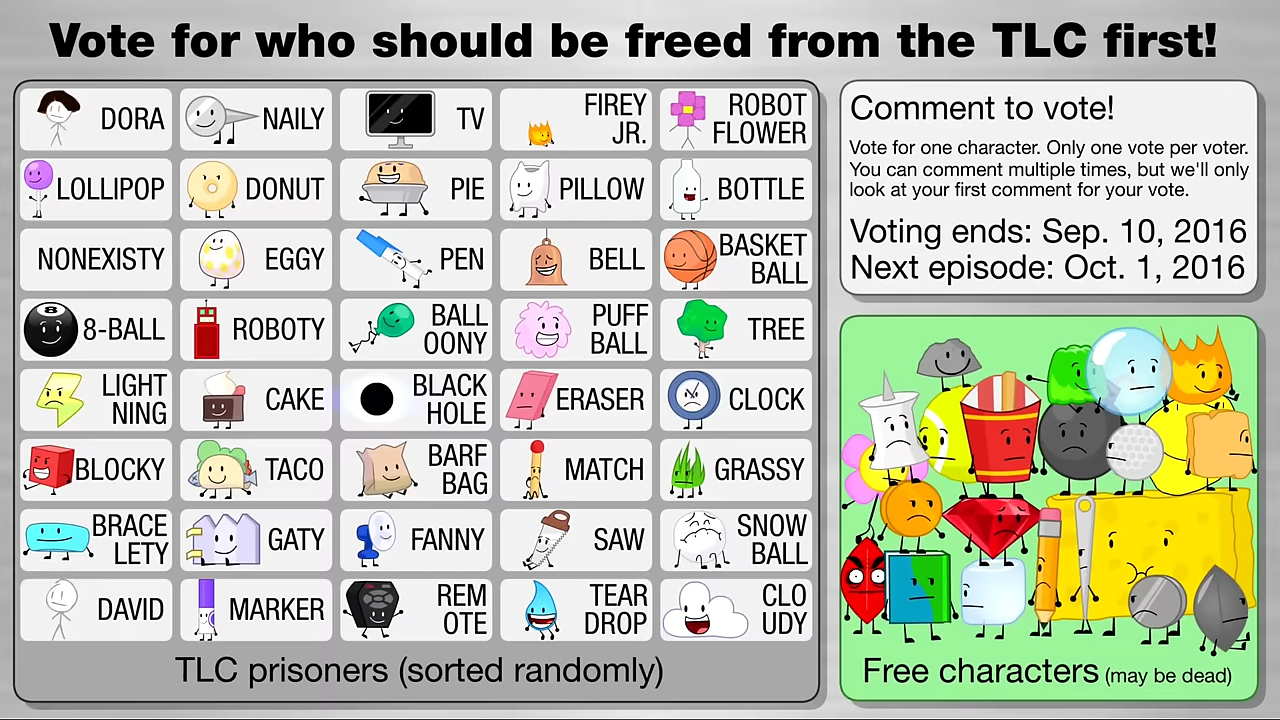 Vote for who should be freed from the TLC first!
DORA
NAILY
TV
FIREY
JR.
ROBOT
FLOWER
LOLLIPOP
DONUT
PIE
PILLOW
BOTTLE
NONEXISTY
EGGY
PEN
BELL
BASKET
BALL
8
8-BALL
ROBOTY
BALL
OONY
PUFF
BALL
TREE
LIGHT
NING
CAKE
BLACK
HOLE
ERASER
CLOCK
BLOCKY
TACO
BARF
BAG
MATCH
GRASSY
BRACE
LETY
GATY
FANNY
SAW
SNOW
BALL
DAVID
MARKER
REM
OTE
TEAR
DROP
CLO
UDY
TLC prisoners (sorted randomly)
Comment to vote!
Vote for one character. Only one vote per voter.
You can comment multiple times, but we'll only
look at your first comment for your vote.
Voting ends: Sep. 10, 2016
Next episode: Oct. 1, 2016
Free characters (may be dead)